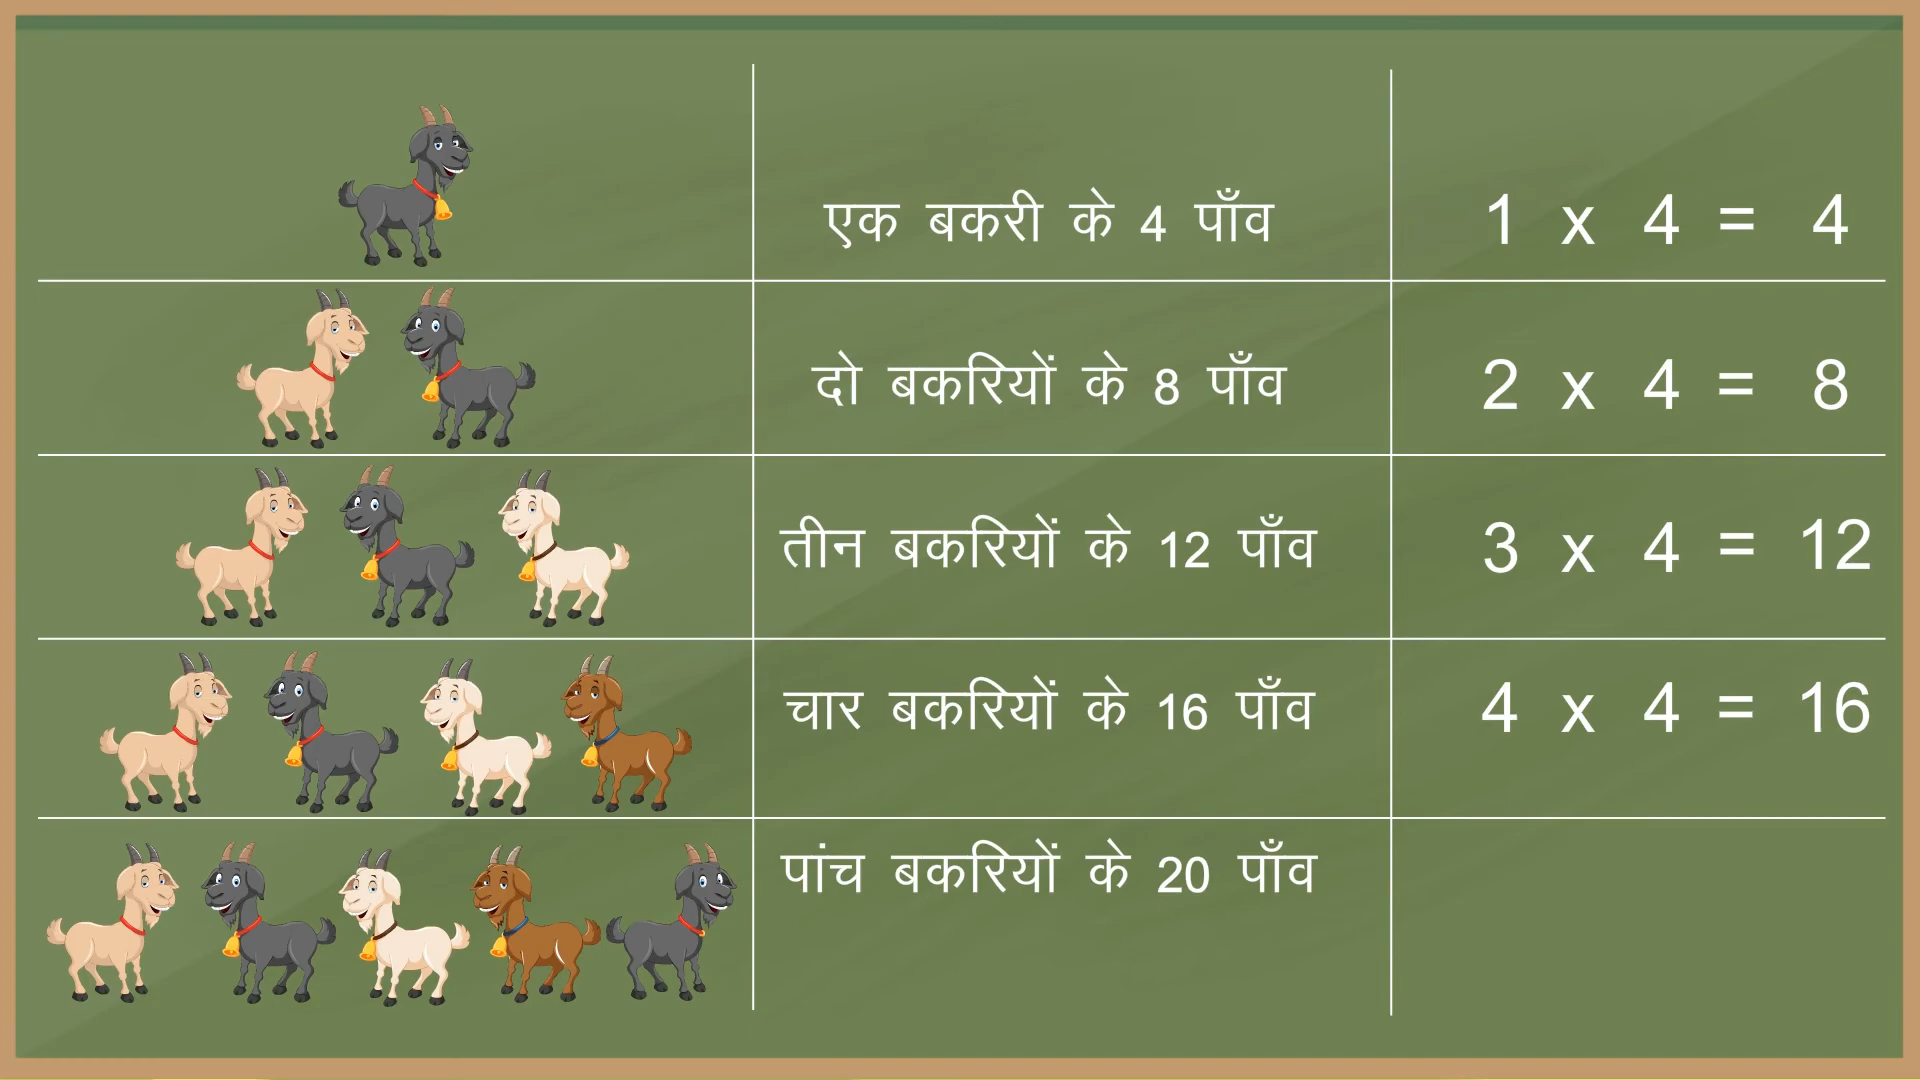 एक बकरी के 4 पाँव 1 x 4 = 4
दो बकरियों के 8 पाँव 2 x 4 = 8
तीन बकरियों के 12 पाँव 3 x 4 = 12
चार बकरियों के 16 पाँव 4 x 4 = 16
पांच बकरियों के 20 पाँव